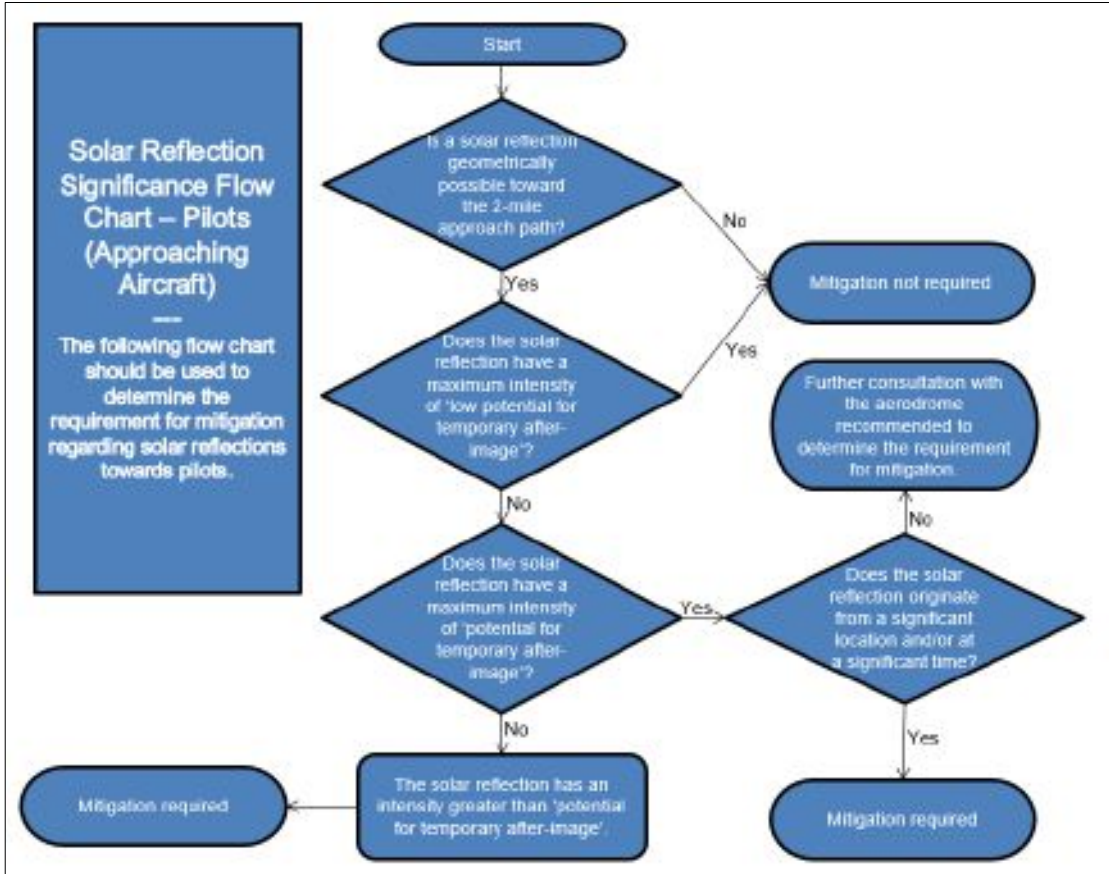 Solar Reflection
Significance Flow
Chart – Pilots
(Approaching
Aircraft)
---
The following flow chart
should be used to
determine the
requirement for mitigation
regarding solar reflections
towards pilots.
Start
Is a solar reflection
geometrically
possible toward
the 2-mile
approach path?
No
Yes
Mitigation not required
Does the solar
reflection have a
maximum intensity
of 'low potential for
temporary after-
image'?
Yes
No
Further consultation with
the aerodrome
recommended to
determine the requirement
for mitigation.
Does the solar
reflection have a
maximum intensity
of 'potential for
temporary after-
image'?
Yes
No
Does the solar
reflection originate
from a significant
location and/or at
a significant time?
No
Yes
The solar reflection has an
intensity greater than 'potential
for temporary after-image'.
Mitigation required
Mitigation required